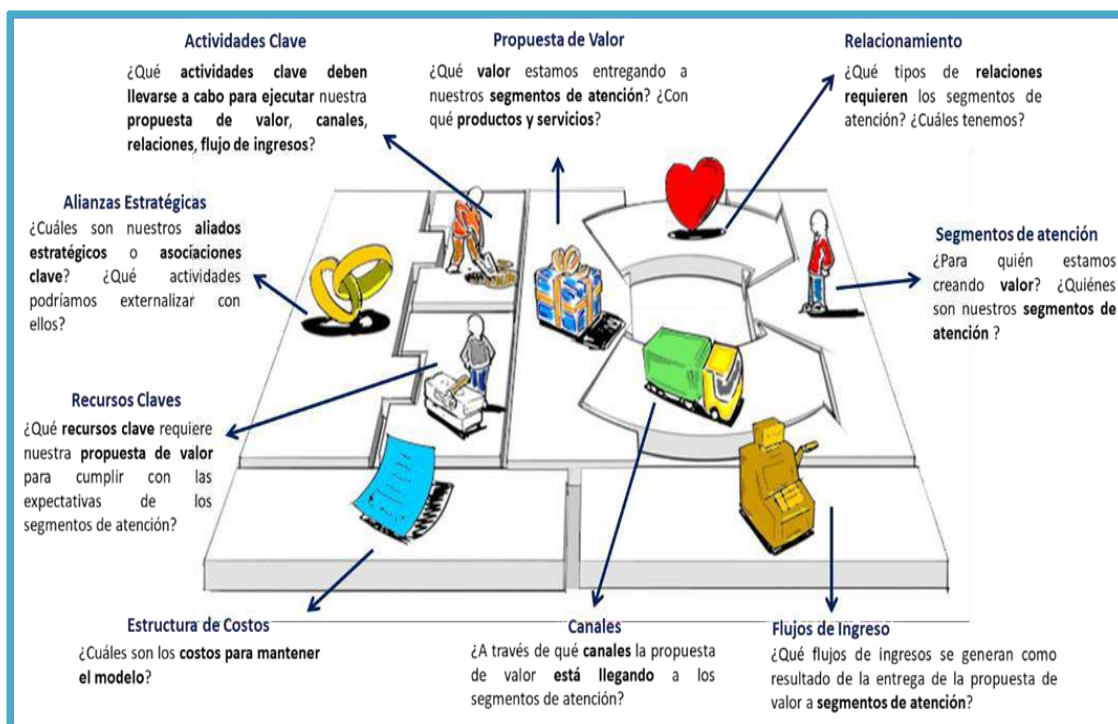 Actividades Clave
¿Qué actividades clave deben
llevarse a cabo para ejecutar nuestra
propuesta de valor, canales,
relaciones, flujo de ingresos?
Propuesta de Valor
¿Qué valor estamos entregando a
nuestros segmentos de atención? ¿Con
qué productos y servicios?
Relacionamiento
¿Qué tipos de relaciones
requieren los segmentos de
atención? ¿Cuáles tenemos?
Alianzas Estratégicas
¿Cuáles son nuestros aliados
estratégicos o asociaciones
clave? ¿Qué actividades
podríamos externalizar con
ellos?
Segmentos de atención
¿Para quién estamos
creando valor? ¿Quiénes
son nuestros segmentos de
atención ?
Recursos Claves
¿Qué recursos clave requiere
nuestra propuesta de valor
para cumplir con las
expectativas de los
segmentos de atención?
Estructura de Costos
¿Cuáles son los costos para mantener
el modelo?
Canales
¿A través de qué canales la propuesta
de valor está llegando a los
segmentos de atención?
Flujos de Ingreso
¿Qué flujos de ingresos se generan como
resultado de la entrega de la propuesta de
valor a segmentos de atención?